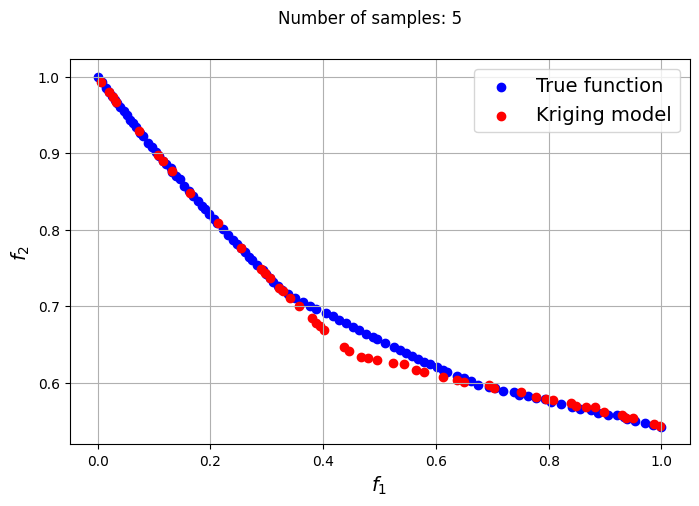 Number of samples: 5
True function
Kriging model
1.0
0.9
0.8
0.7
0.6
f₂
0.0 0.2 0.4 0.6 0.8 1.0
f₁